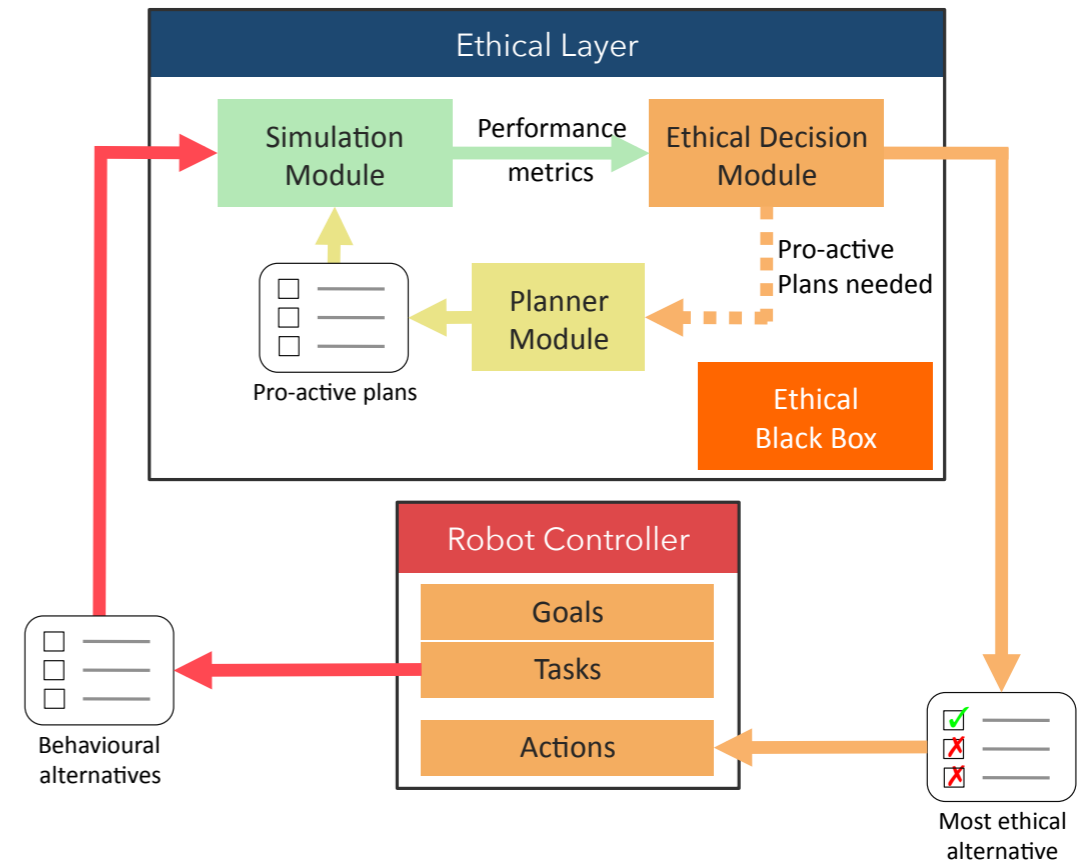 Ethical Layer
Simulation
Module
Performance
metrics
Ethical Decision
Module
Pro-active
Plans needed
Planner
Module
Pro-active plans
Ethical
Black Box
Robot Controller
Goals
Tasks
Actions
Behavioural
alternatives
Most ethical
alternative